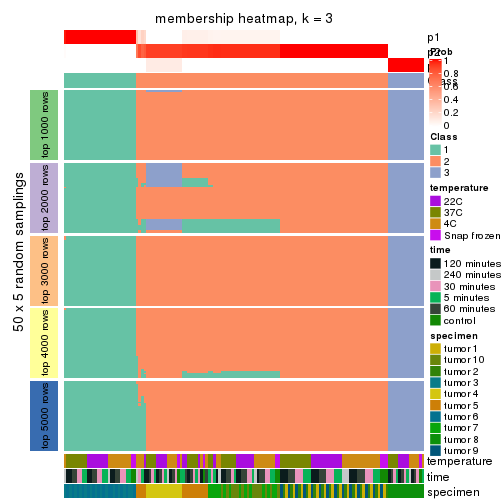 membership heatmap, k = 3
p1
p2
Prob
1
0.8
0.6
0.4
0.2
0
Class
1
2
3
temperature
22C
37C
4C
Snap frozen
time
120 minutes
240 minutes
30 minutes
5 minutes
60 minutes
control
specimen
tumor 1
tumor 10
tumor 2
tumor 3
tumor 4
tumor 5
tumor 6
tumor 7
tumor 8
tumor 9
50 x 5 random samplings
top 1000 rows
top 2000 rows
top 3000 rows
top 4000 rows
top 5000 rows
temperature
time
specimen